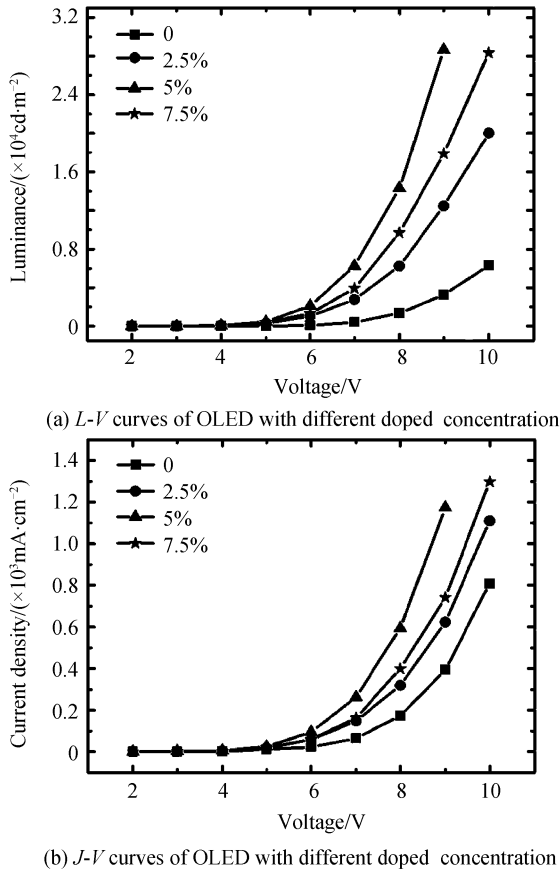 3.2
2.4
1.6
0.8
0
Luminance/(×10⁴cd·m⁻²)
0
2.5%
5%
7.5%
2 4 6 8 10
Voltage/V
(a) L-V curves of OLED with different doped concentration
1.4
1.2
1.0
0.8
0.6
0.4
0.2
0
Current density/(×10³mA·cm⁻²)
0
2.5%
5%
7.5%
2 4 6 8 10
Voltage/V
(b) J-V curves of OLED with different doped concentration